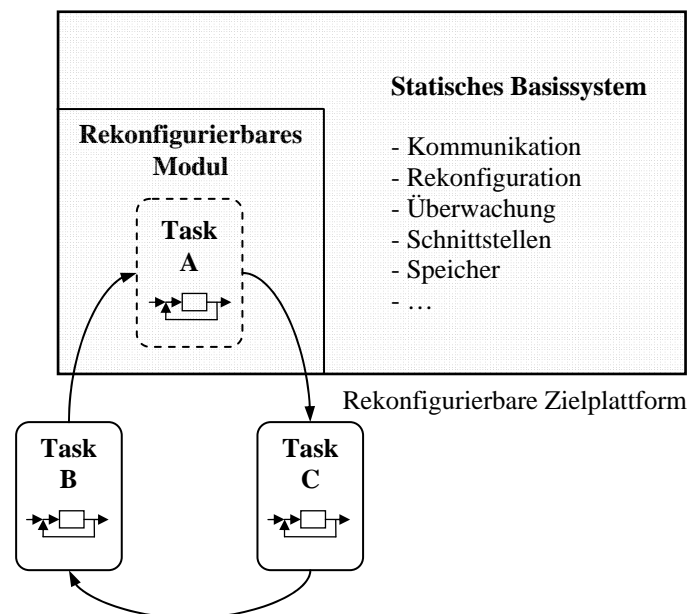 Statisches Basissystem
- Kommunikation
- Rekonfiguration
- Überwachung
- Schnittstellen
- Speicher
- …
Rekonfigurierbares
Modul
Task
A
Rekonfigurierbare Zielplattform
Task
B
Task
C